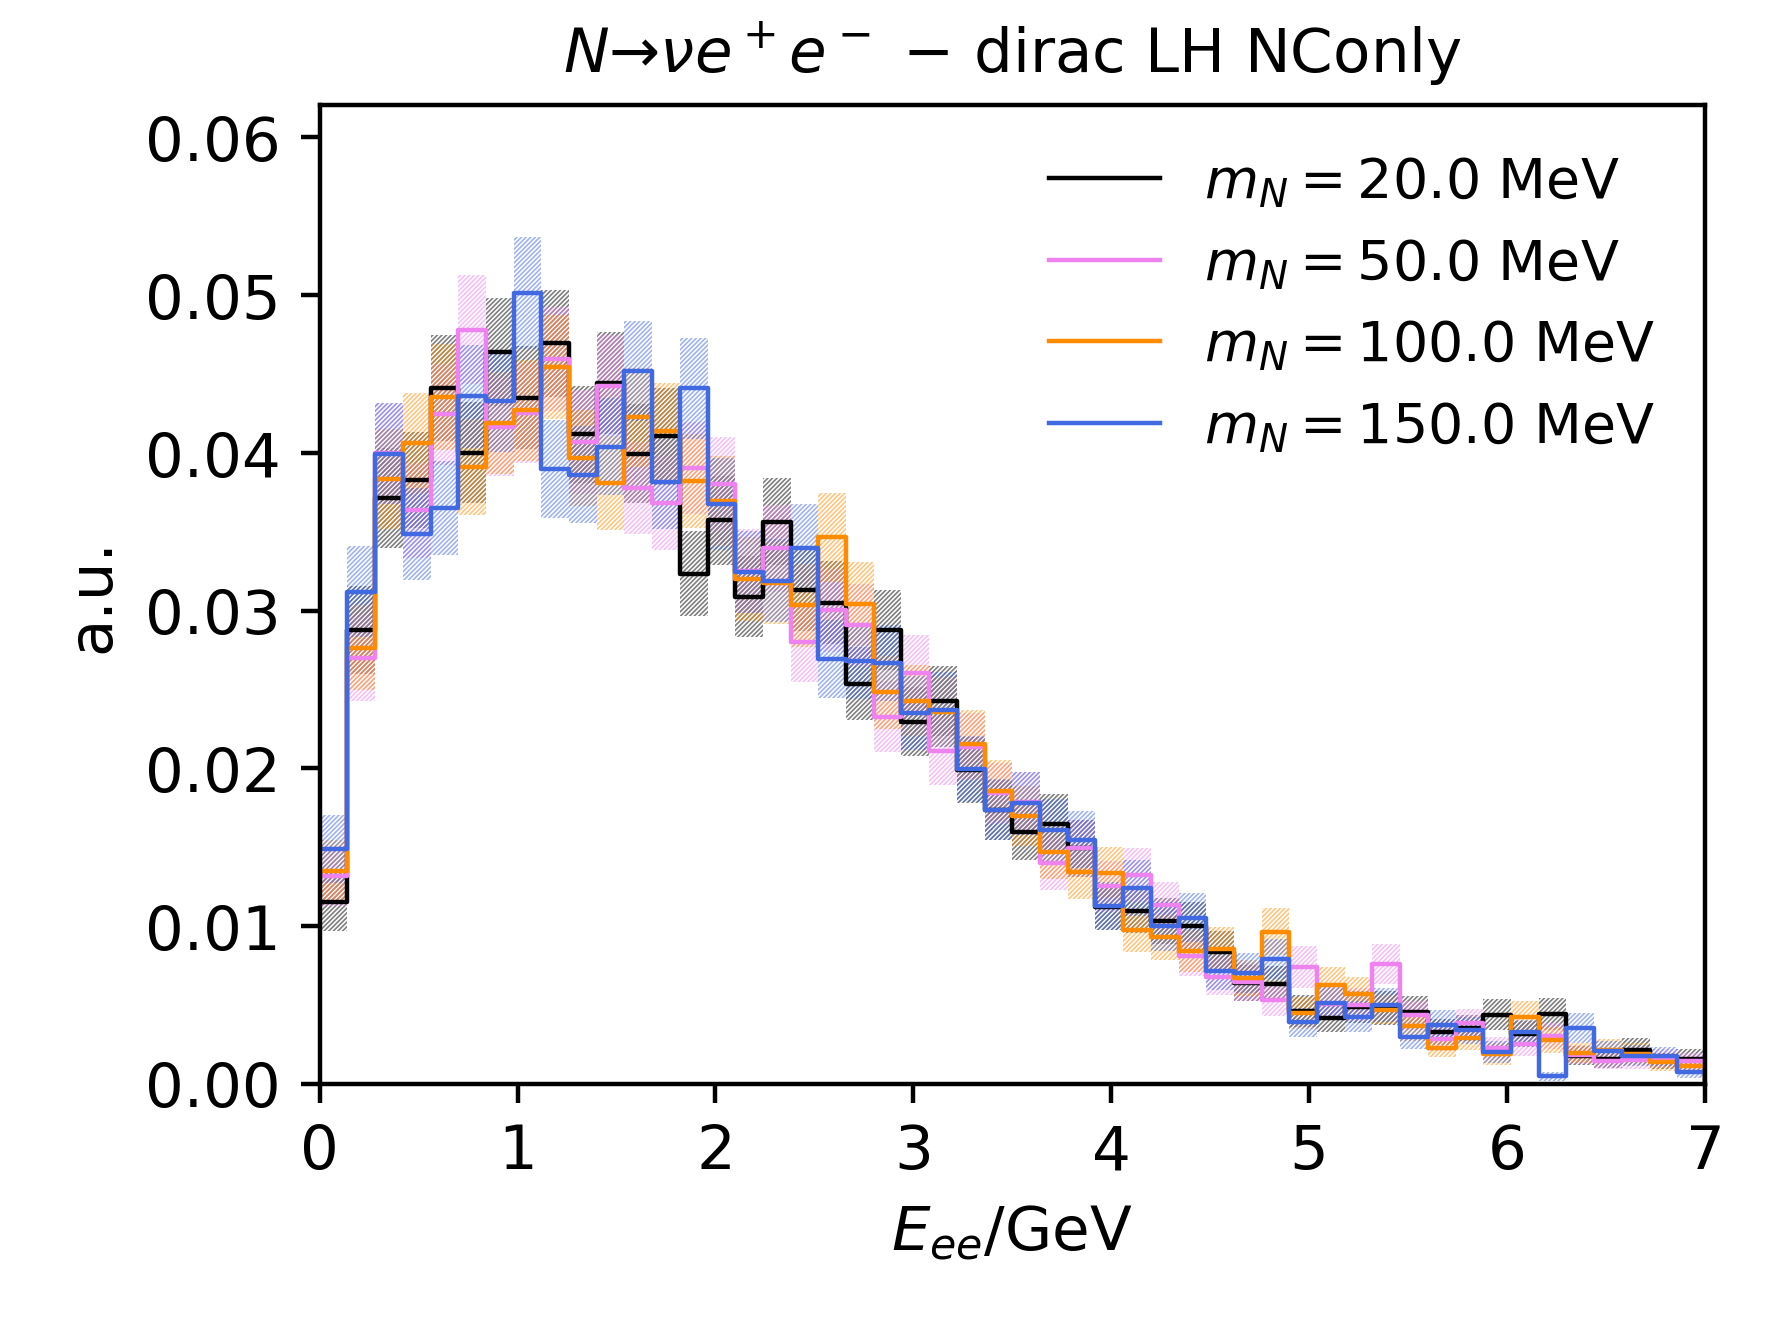 N→νe⁺e⁻ − dirac LH NConly
0.06
0.05
0.04
0.03
0.02
0.01
0.00
a.u.
m_N = 20.0 MeV
m_N = 50.0 MeV
m_N = 100.0 MeV
m_N = 150.0 MeV
0 1 2 3 4 5 6 7
E_ee/GeV